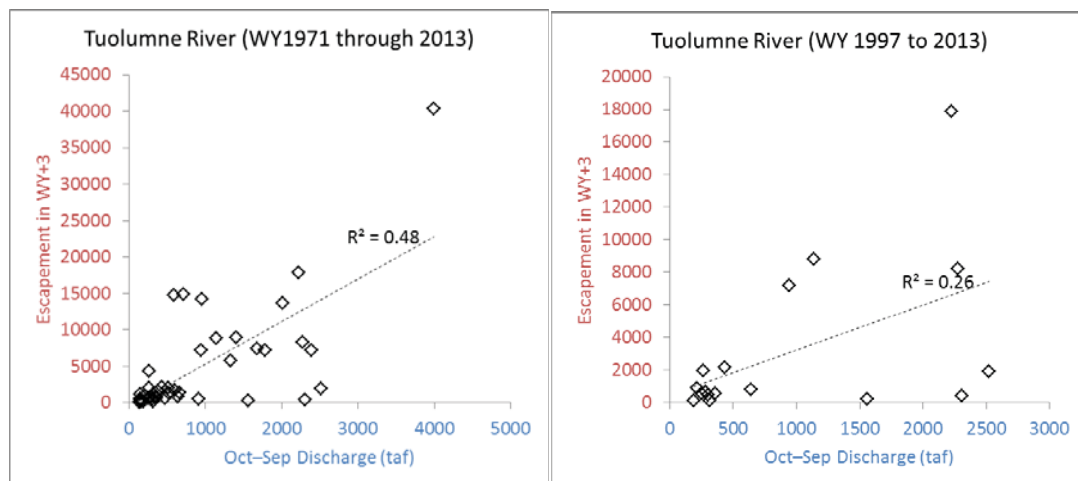 Tuolumne River (WY1971 through 2013)
45000
40000
35000
30000
25000
20000
15000
10000
5000
0
Escapement in WY+3
R² = 0.48
0 1000 2000 3000 4000 5000
Oct–Sep Discharge (taf)
Tuolumne River (WY 1997 to 2013)
20000
18000
16000
14000
12000
10000
8000
6000
4000
2000
0
Escapement in WY+3
R² = 0.26
0 500 1000 1500 2000 2500 3000
Oct–Sep Discharge (taf)